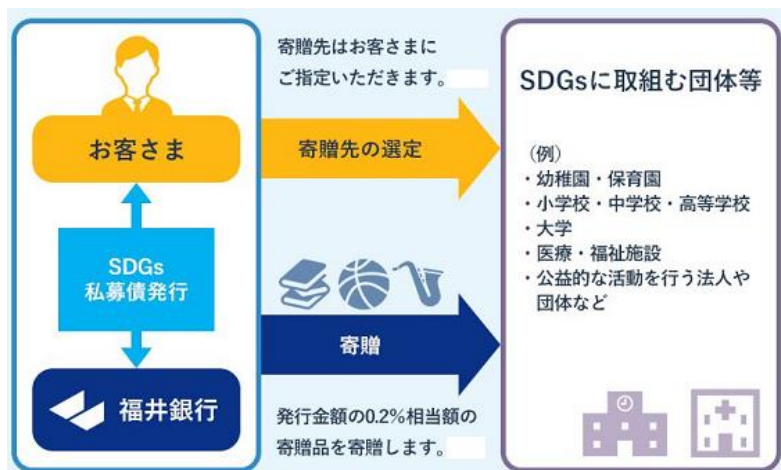 お客さま
SDGs
私募債発行
福井銀行
寄贈先はお客さまに
ご指定いただきます。
寄贈先の選定
寄贈
発行金額の0.2%相当額の
寄贈品を寄贈します。
SDGsに取組む団体等
（例）
・幼稚園・保育園
・小学校・中学校・高等学校
・大学
・医療・福祉施設
・公益的な活動を行う法人や
団体など